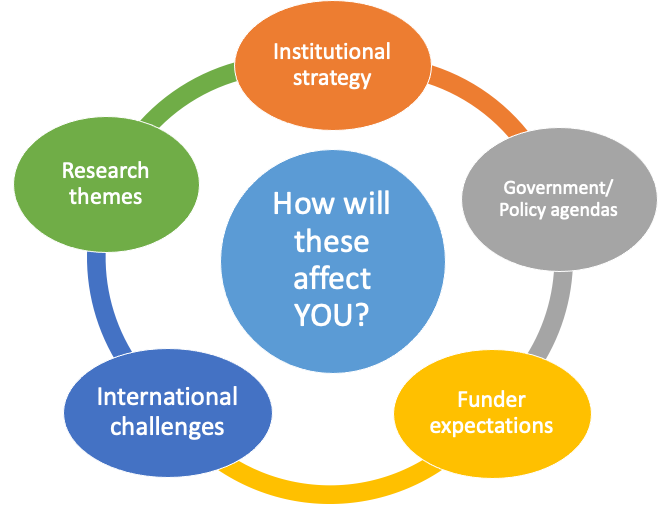 Institutional
strategy
Government/
Policy agendas
Funder
expectations
International
challenges
Research
themes
How will
these
affect
YOU?